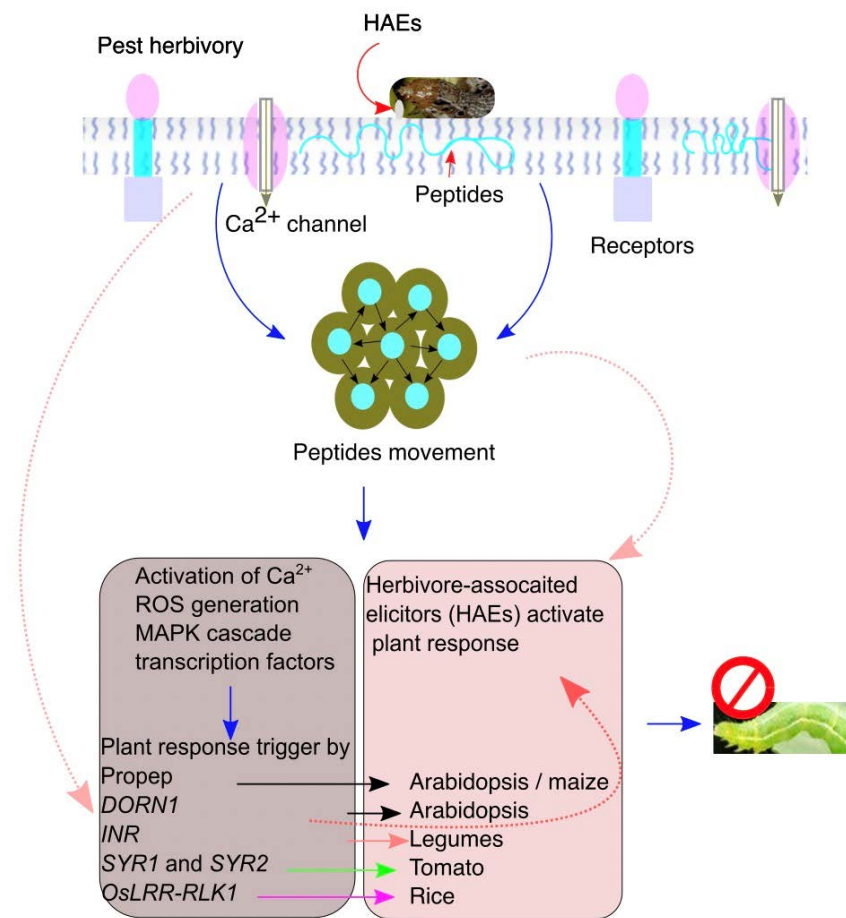 HAEs
Pest herbivory
Peptides
Ca2+ channel
Receptors
Peptides movement
Activation of Ca2+
ROS generation
MAPK cascade
transcription factors
Herbivore-assocaited
elicitors (HAEs) activate
plant response
Plant response trigger by
Propep
DORN1
INR
SYR1 and SYR2
OsLRR-RLK1
Arabidopsis / maize
Arabidopsis
Legumes
Tomato
Rice